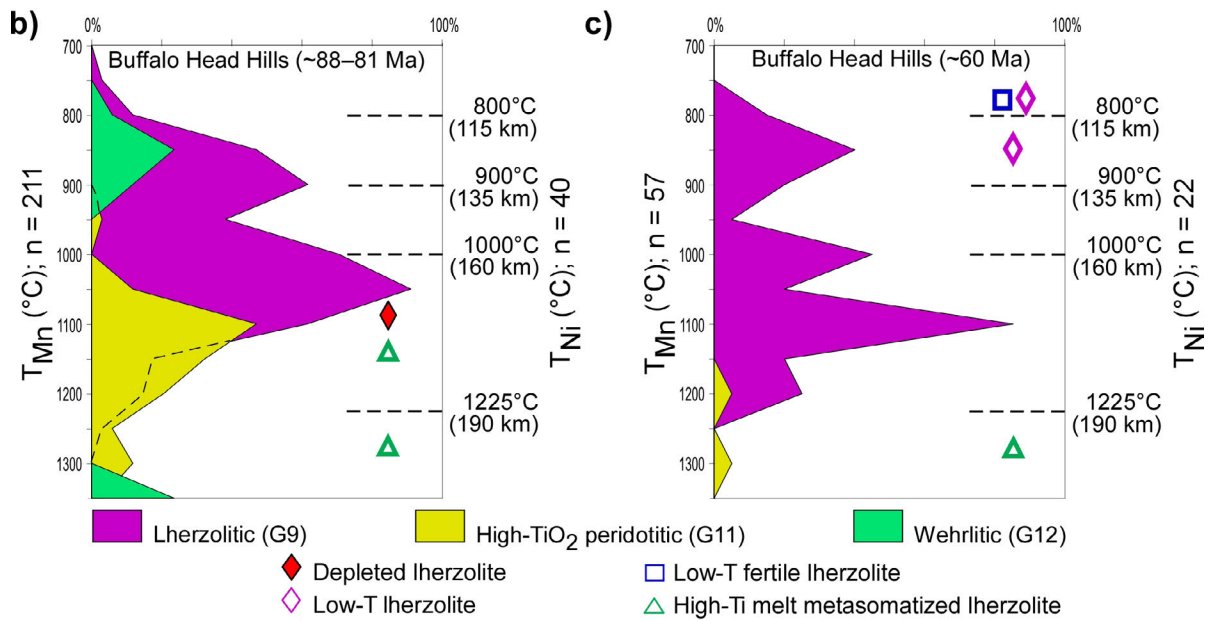 b)
0%
100%
Buffalo Head Hills (~88–81 Ma)
700
800
900
1000
1100
1200
1300
T_Mn (°C); n = 211
800°C
(115 km)
900°C
(135 km)
1000°C
(160 km)
1225°C
(190 km)
T_Ni (°C); n = 40
c)
0%
100%
Buffalo Head Hills (~60 Ma)
700
800
900
1000
1100
1200
1300
T_Mn (°C); n = 57
800°C
(115 km)
900°C
(135 km)
1000°C
(160 km)
1225°C
(190 km)
T_Ni (°C); n = 22
Lherzolitic (G9)
High-TiO2 peridotitic (G11)
Wehrlitic (G12)
Depleted lherzolite
Low-T fertile lherzolite
Low-T lherzolite
High-Ti melt metasomatized lherzolite